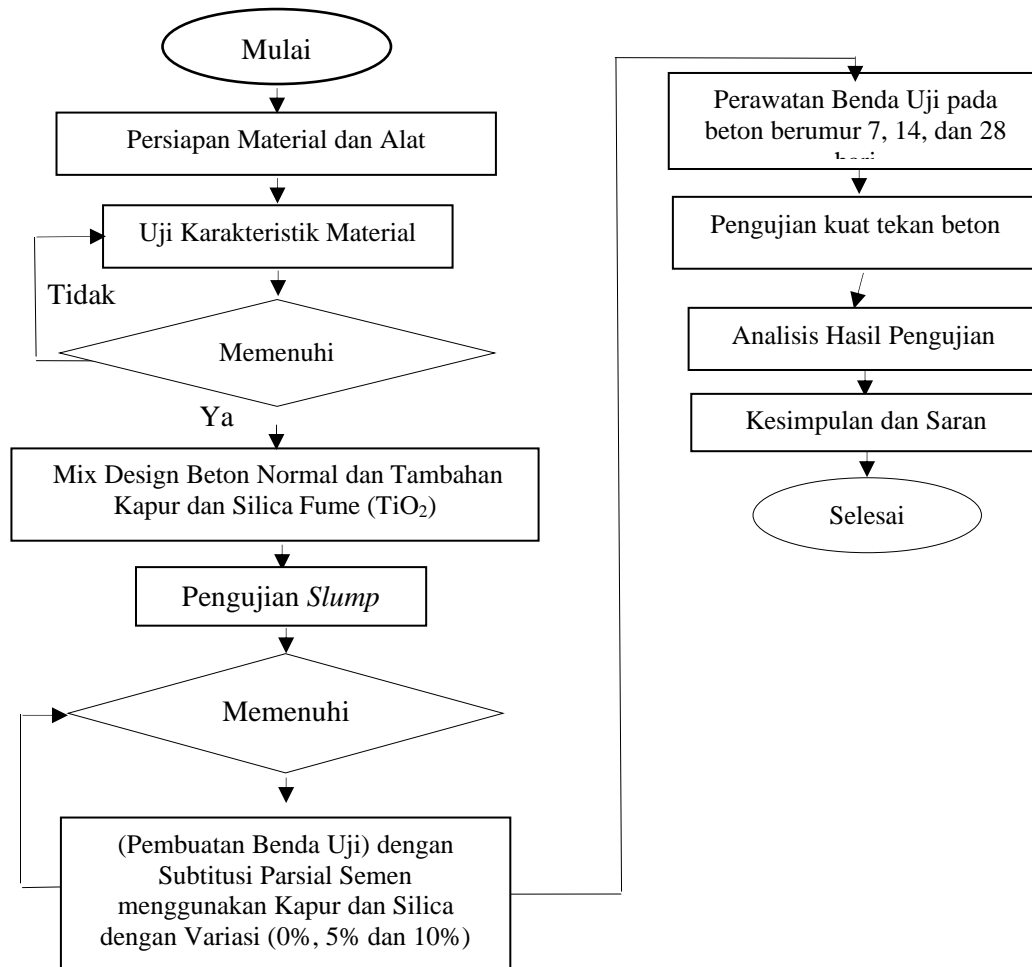 Mulai
Persiapan Material dan Alat
Uji Karakteristik Material
Tidak
Memenuhi
Ya
Mix Design Beton Normal dan Tambahan
Kapur dan Silica Fume (TiO₂)
Pengujian Slump
Memenuhi
(Pembuatan Benda Uji) dengan
Subtitusi Parsial Semen
menggunakan Kapur dan Silica
dengan Variasi (0%, 5% dan 10%)
Perawatan Benda Uji pada
beton berumur 7, 14, dan 28
Pengujian kuat tekan beton
Analisis Hasil Pengujian
Kesimpulan dan Saran
Selesai